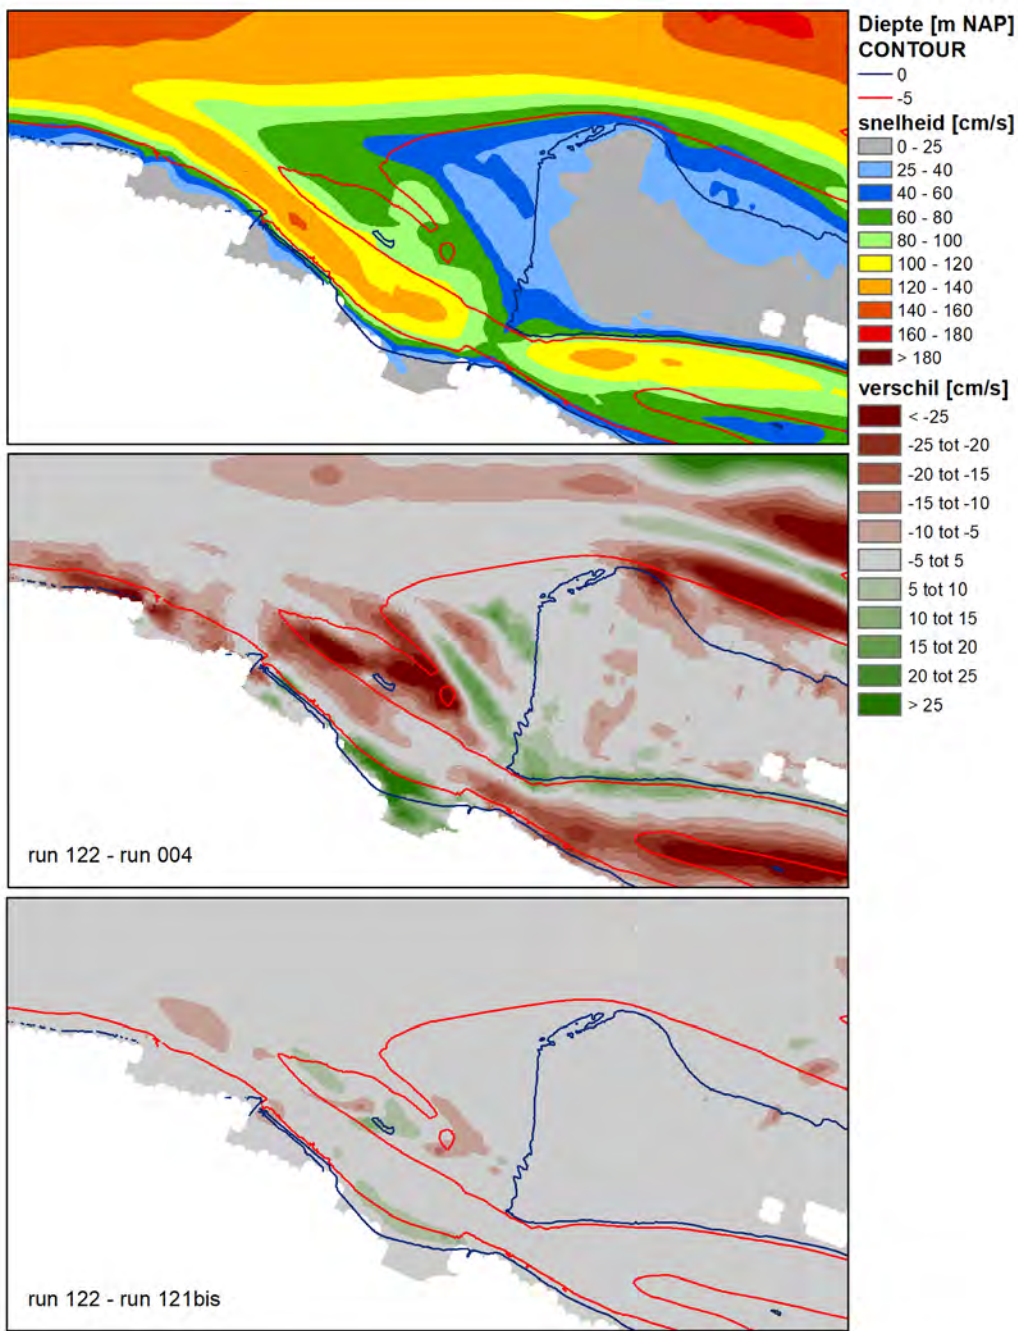 Diepte [m NAP]
CONTOUR
0
-5
snelheid [cm/s]
0 - 25
25 - 40
40 - 60
60 - 80
80 - 100
100 - 120
120 - 140
140 - 160
160 - 180
> 180
verschil [cm/s]
< -25
-25 tot -20
-20 tot -15
-15 tot -10
-10 tot -5
-5 tot 5
5 tot 10
10 tot 15
15 tot 20
20 tot 25
> 25
run 122 - run 004
run 122 - run 121bis